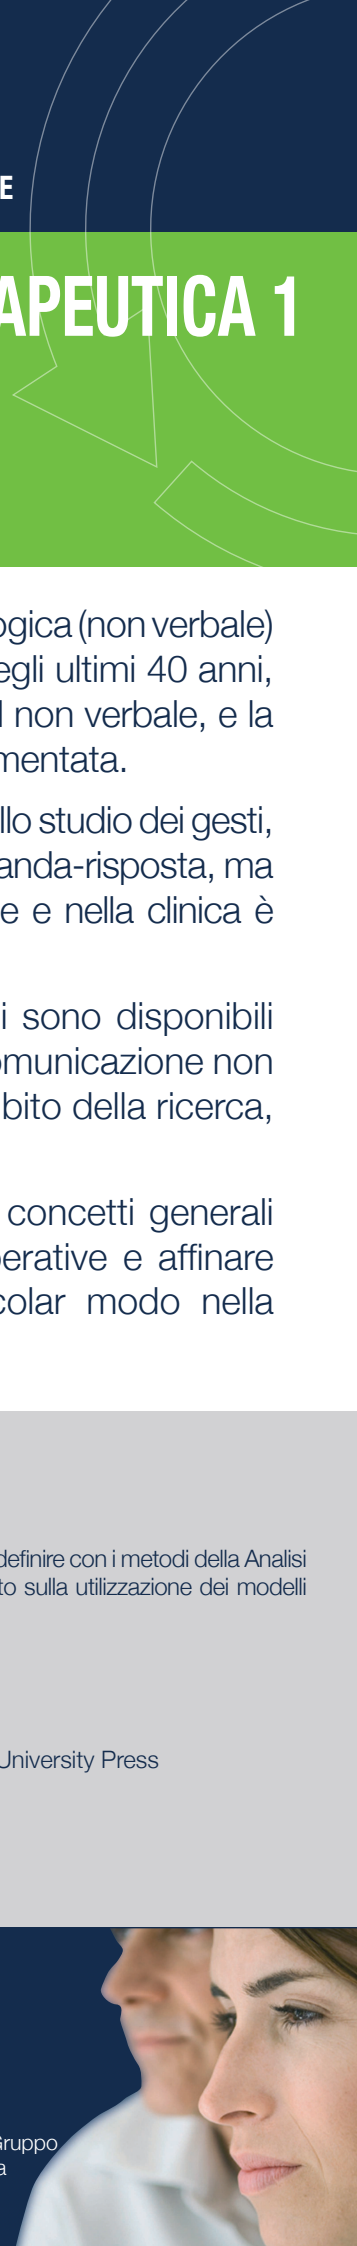 E
APEUTICA 1
ogica (non verbale)
egli ultimi 40 anni,
non verbale, e la
mentata.
llo studio dei gesti,
anda-risposta, ma
e e nella clinica è
i sono disponibili
omunicazione non
bito della ricerca,
concetti generali
perative e affinare
colar modo nella
definire con i metodi della Analisi
to sulla utilizzazione dei modelli
University Press
Gruppo
a